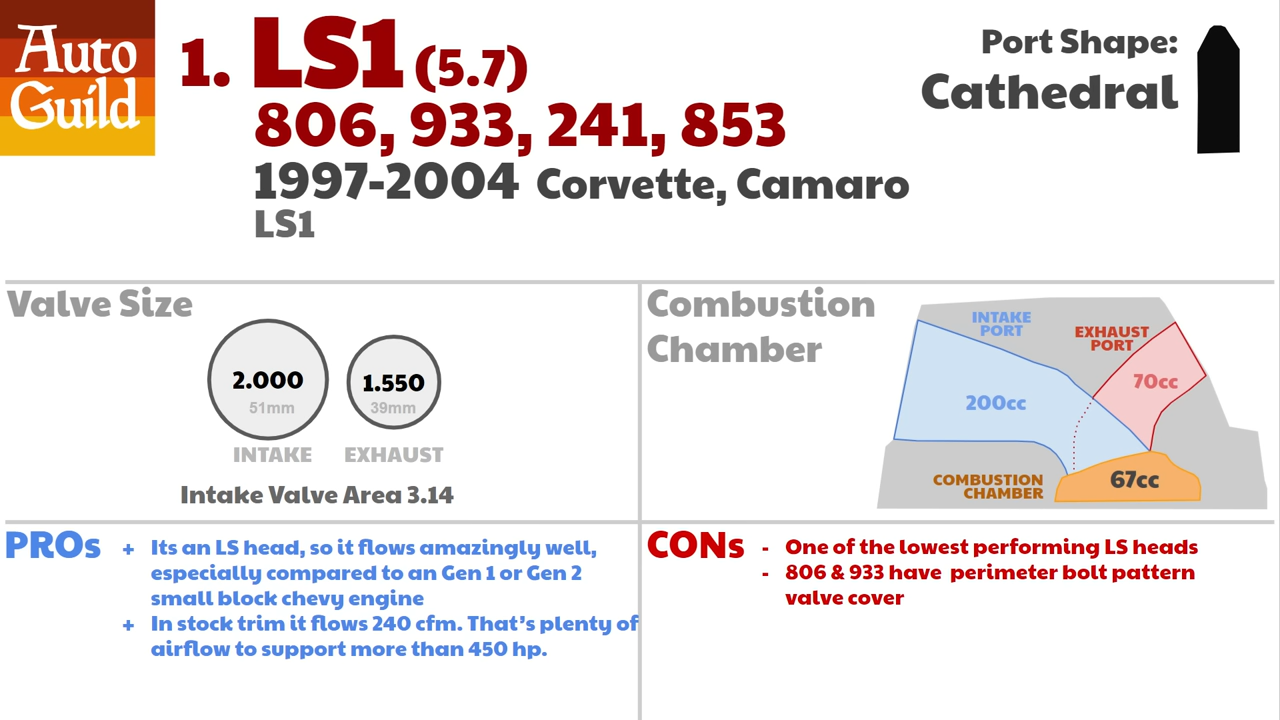 Auto
Guild
1. LS1 (5.7)
806, 933, 241, 853
1997-2004 Corvette, Camaro
LS1
Port Shape:
Cathedral
Valve Size
2.000
51mm
INTAKE
1.550
39mm
EXHAUST
Intake Valve Area 3.14
Combustion
Chamber
INTAKE
PORT
EXHAUST
PORT
70cc
200cc
COMBUSTION
CHAMBER
67cc
PROs
+ Its an LS head, so it flows amazingly well,
especially compared to an Gen 1 or Gen 2
small block chevy engine
+ In stock trim it flows 240 cfm. That's plenty of
airflow to support more than 450 hp.
CONs
- One of the lowest performing LS heads
- 806 & 933 have perimeter bolt pattern
valve cover